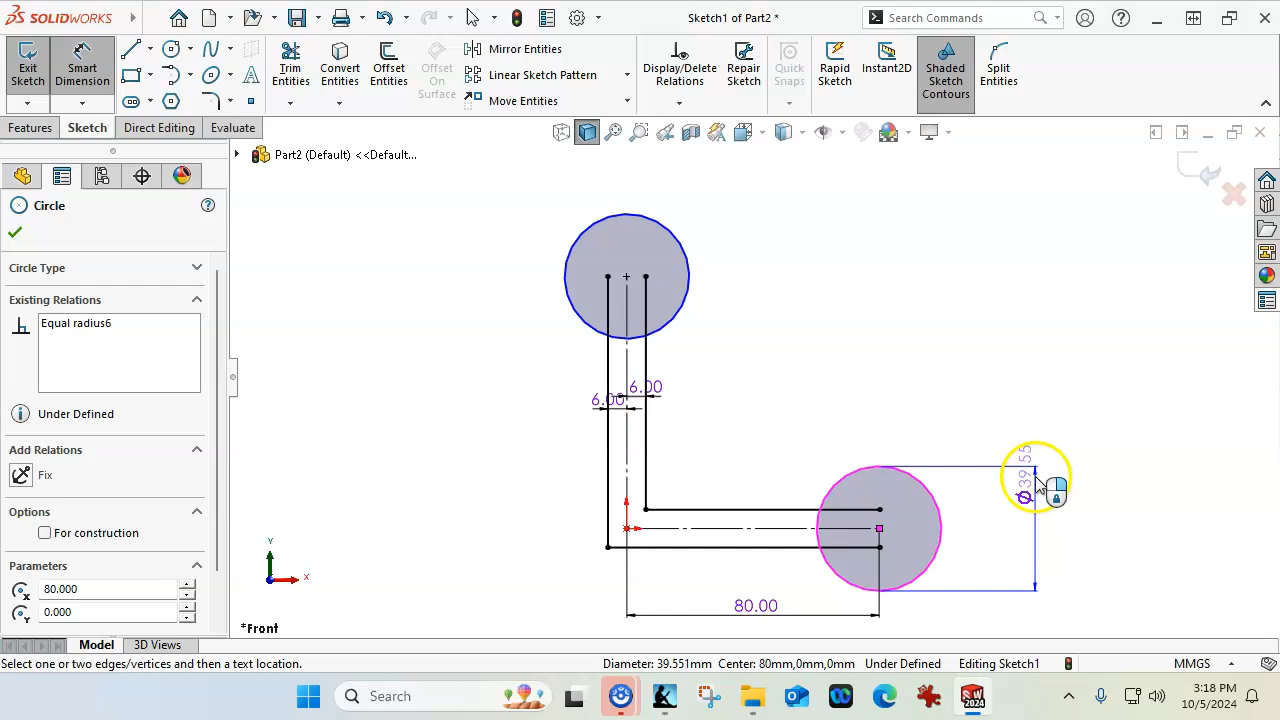 SOLIDWORKS
Sketch1 of Part2 *
Search Commands
Exit Sketch
Smart Dimension
Trim Entities
Convert Entities
Offset Entities
Offset On Surface
Mirror Entities
Linear Sketch Pattern
Move Entities
Display/Delete Relations
Repair Sketch
Quick Snaps
Rapid Sketch
Instant2D
Shaded Sketch Contours
Split Entities
Features
Sketch
Direct Editing
Evaluate
Part2 (Default) <<Default...
Circle
Circle Type
Existing Relations
Equal radius6
Under Defined
Add Relations
Fix
Options
For construction
Parameters
80.000
0.000
6.00
6.00
Ø39.55
80.00
Y
X
*Front
Model
3D Views
Select one or two edges/vertices and then a text location.
Diameter: 39.551mm Center: 80mm,0mm,0mm
Under Defined
Editing Sketch1
MMGS
Search
3:18 PM
10/5/2024